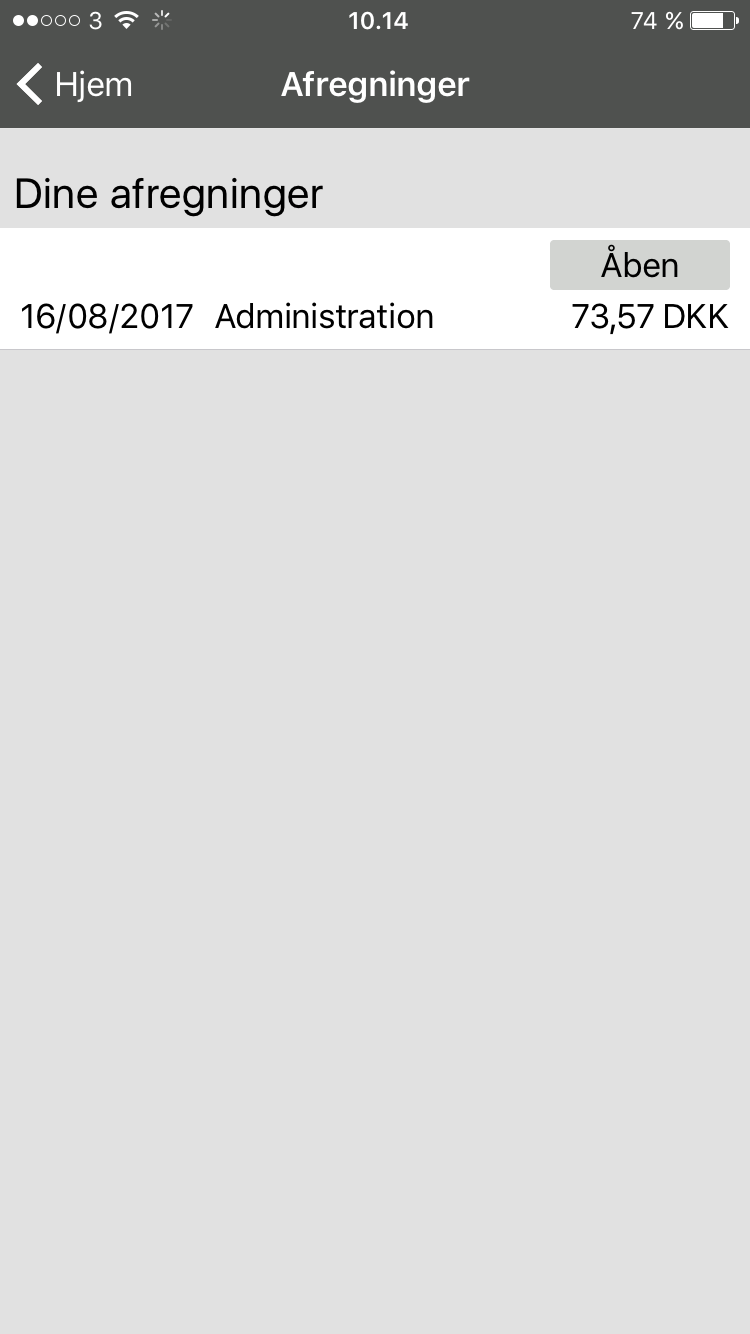 3 10.14 74 %
Hjem Afregninger
Dine afregninger
Åben
16/08/2017 Administration 73,57 DKK